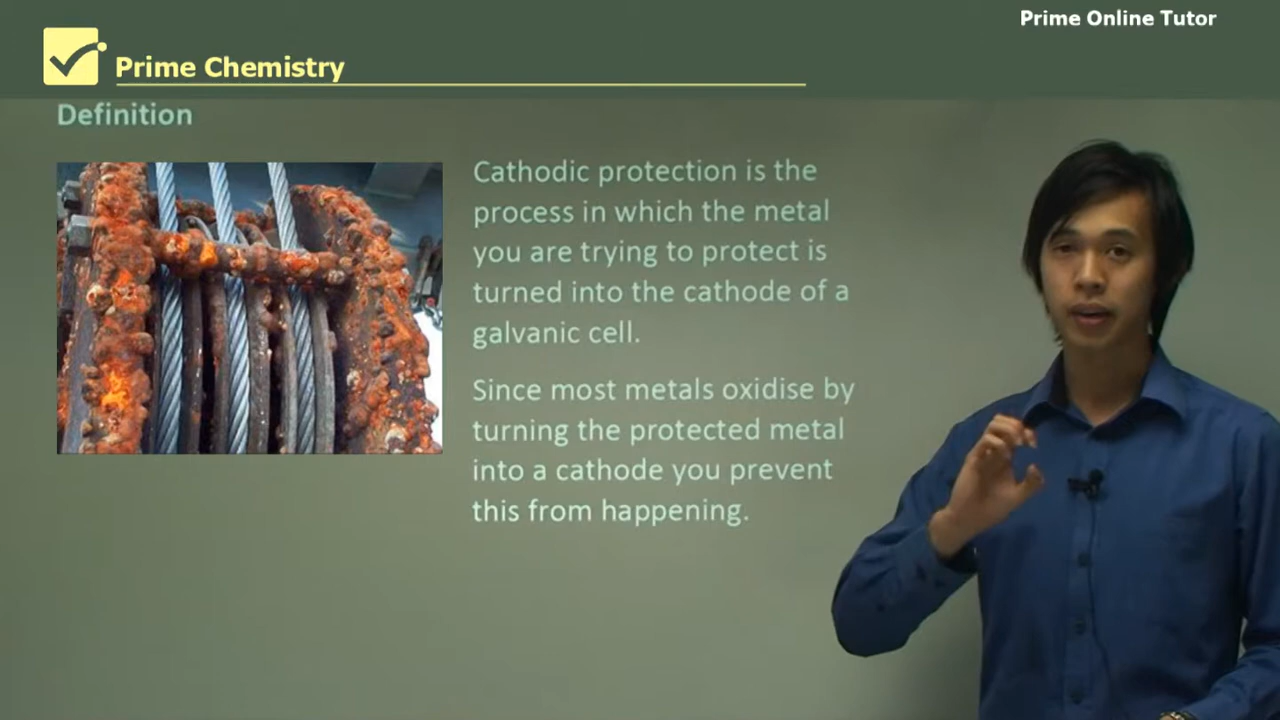 Prime Online Tutor
Prime Chemistry
Definition
Cathodic protection is the
process in which the metal
you are trying to protect is
turned into the cathode of a
galvanic cell.
Since most metals oxidise by
turning the protected metal
into a cathode you prevent
this from happening.